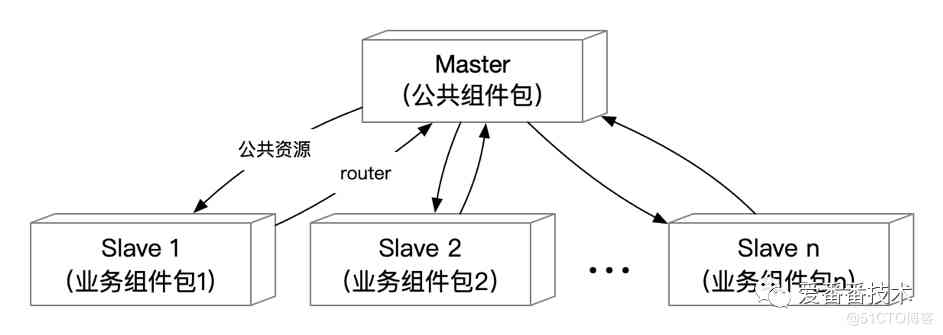 Master
（公共组件包）
公共资源
router
Slave 1
（业务组件包1）
Slave 2
（业务组件包2）
Slave n
（业务组件包n）
爱番番技术
@51CTO博客